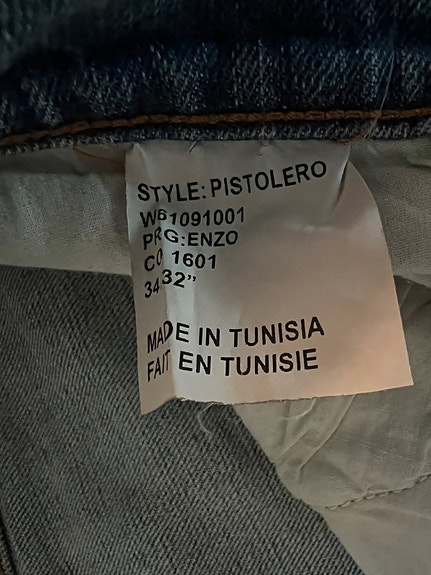 STYLE: PISTOLERO
W61091001
PRG:ENZO
CO 1601
34 32"
MADE IN TUNISIA
FAIT EN TUNISIE